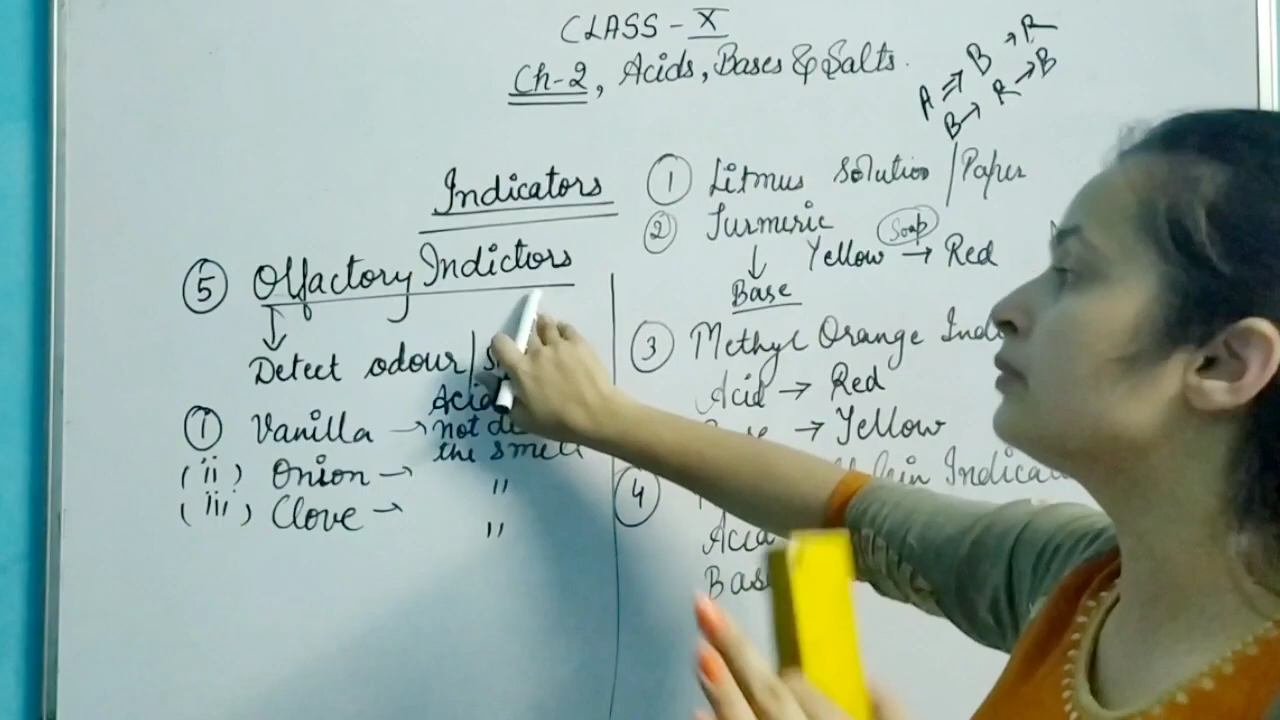 CLASS - X
Ch-2, Acids, Bases & Salts.
A ⇒ B → R
B → R → B
Indicators
⑤ Olfactory Indictors
Detect odour /
Acid
① Vanilla → not
the smell
(ii) Onion → "
(iii) Clove → "
① Litmus Solution / Paper
② Turmeric
Soap
Yellow → Red
Base
③ Methyl Orange
Acid → Red
→ Yellow
④
Acid